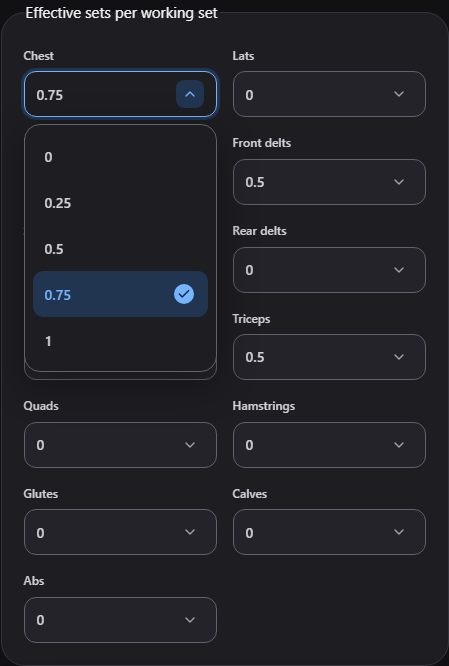 Effective sets per working set
Chest
0.75
0
0.25
0.5
0.75
1
Lats
0
Front delts
0.5
Rear delts
0
Triceps
0.5
Quads
0
Hamstrings
0
Glutes
0
Calves
0
Abs
0